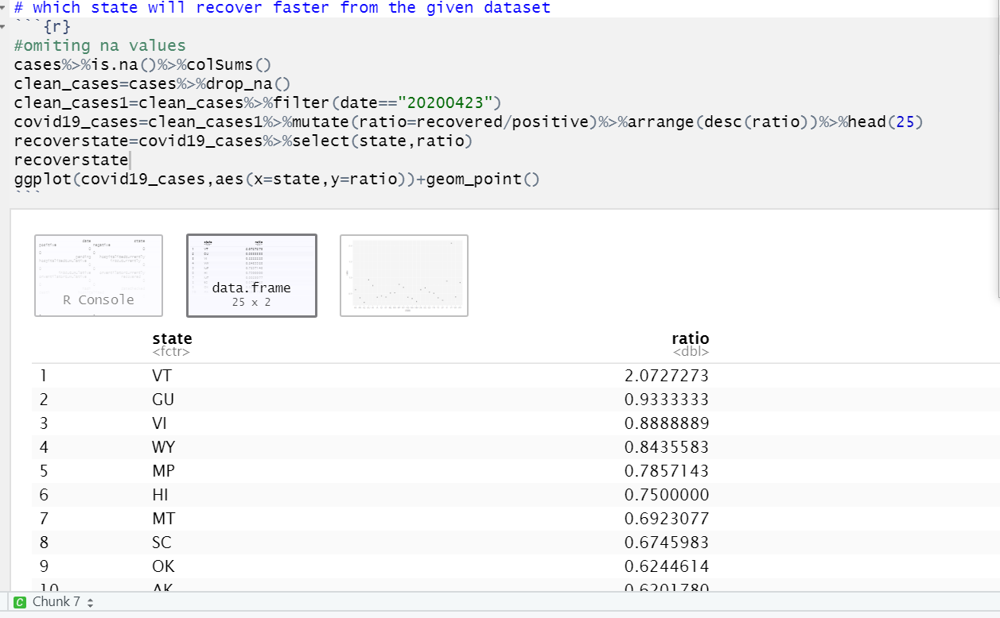 # which state will recover faster from the given dataset
```{r}
#omiting na values
cases%>%is.na()%>%colSums()
clean_cases=cases%>%drop_na()
clean_cases1=clean_cases%>%filter(date=="20200423")
covid19_cases=clean_cases1%>%mutate(ratio=recovered/positive)%>%arrange(desc(ratio))%>%head(25)
recoverstate=covid19_cases%>%select(state,ratio)
recoverstate
ggplot(covid19_cases,aes(x=state,y=ratio))+geom_point()
```
R Console
data.frame
25 x 2
state ratio
<fctr> <dbl>
1 VT 2.0727273
2 GU 0.9333333
3 VI 0.8888889
4 WY 0.8435583
5 MP 0.7857143
6 HI 0.7500000
7 MT 0.6923077
8 SC 0.6745983
9 OK 0.6244614
10 AK 0.6201780
C Chunk 7